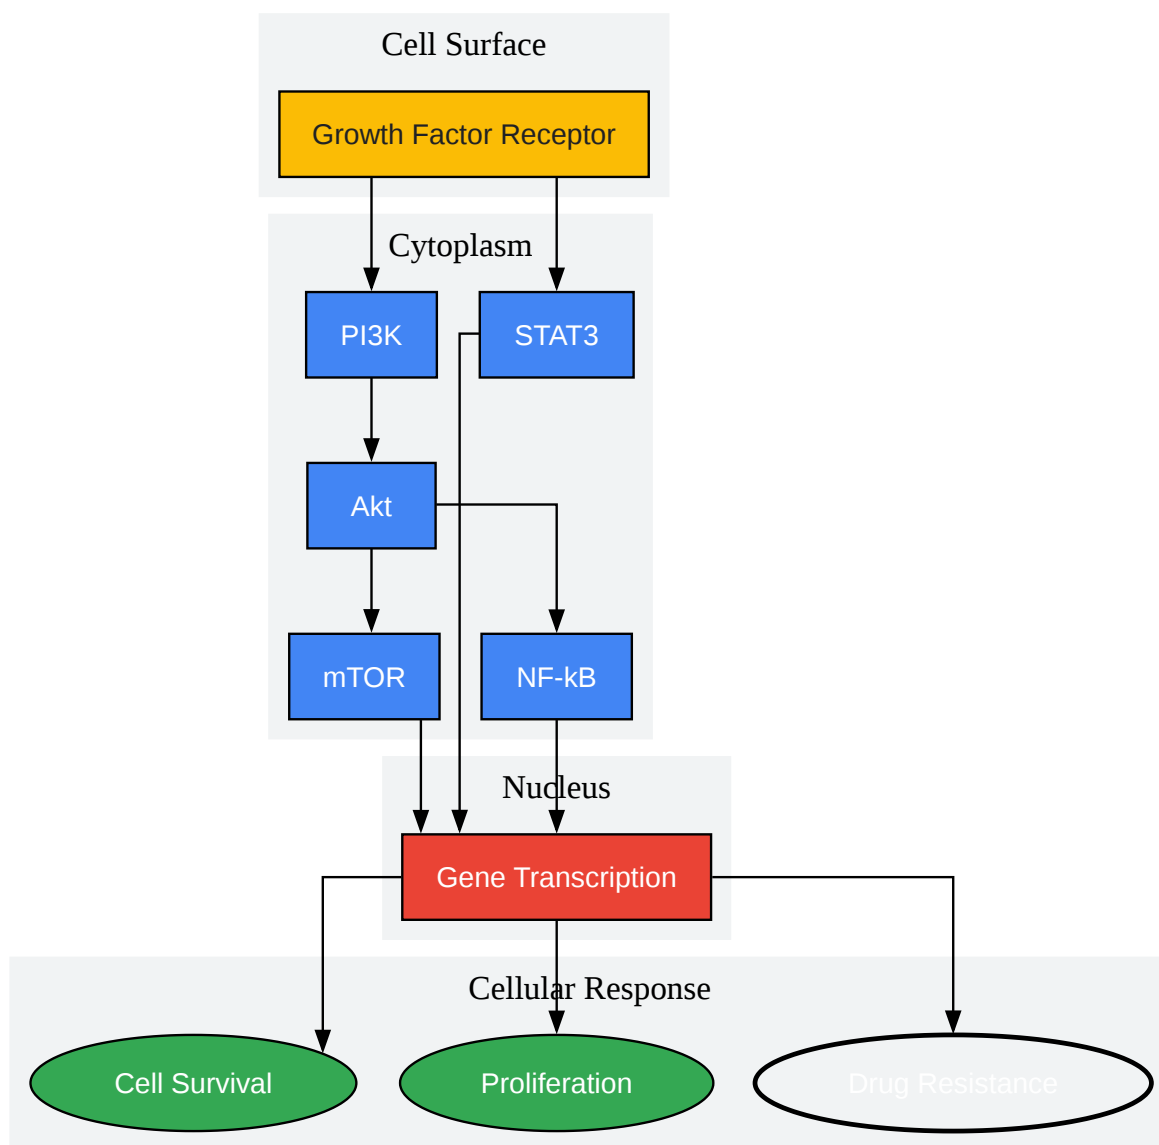 Cell Surface
Growth Factor Receptor
Cytoplasm
PI3K
STAT3
Akt
mTOR
NF-kB
Nucleus
Gene Transcription
Cellular Response
Cell Survival
Proliferation
Drug Resistance